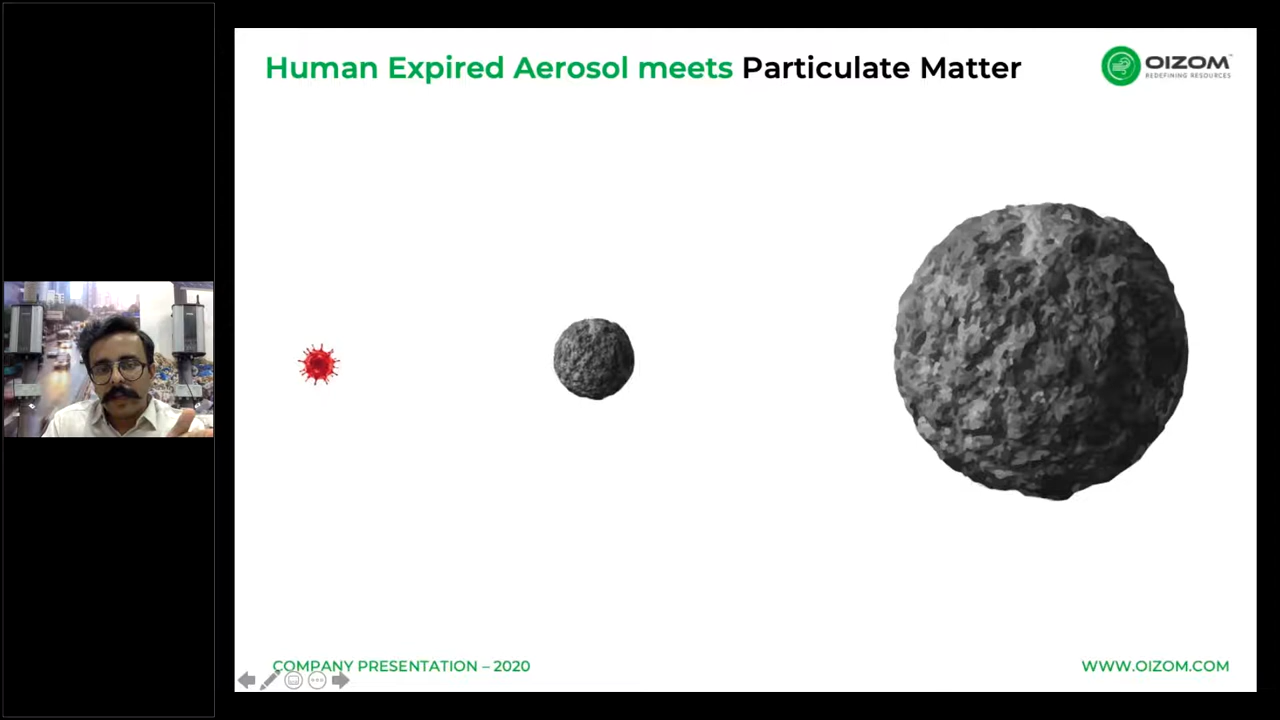 Human Expired Aerosol meets Particulate Matter
OIZOM
REDEFINING RESOURCES
COMPANY PRESENTATION – 2020
WWW.OIZOM.COM